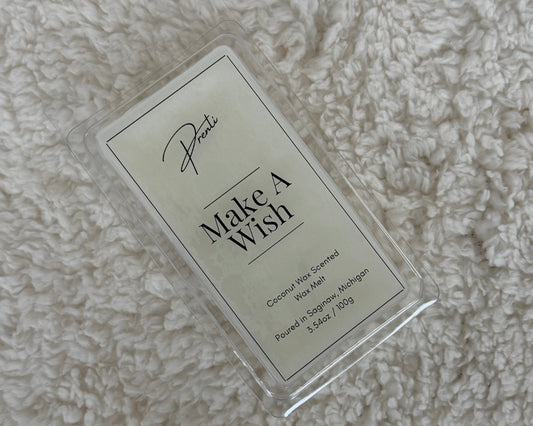 Prenti
Make A
Wish
Coconut Wax Scented
Wax Melt
Poured in Saginaw, Michigan
3.54oz / 100g